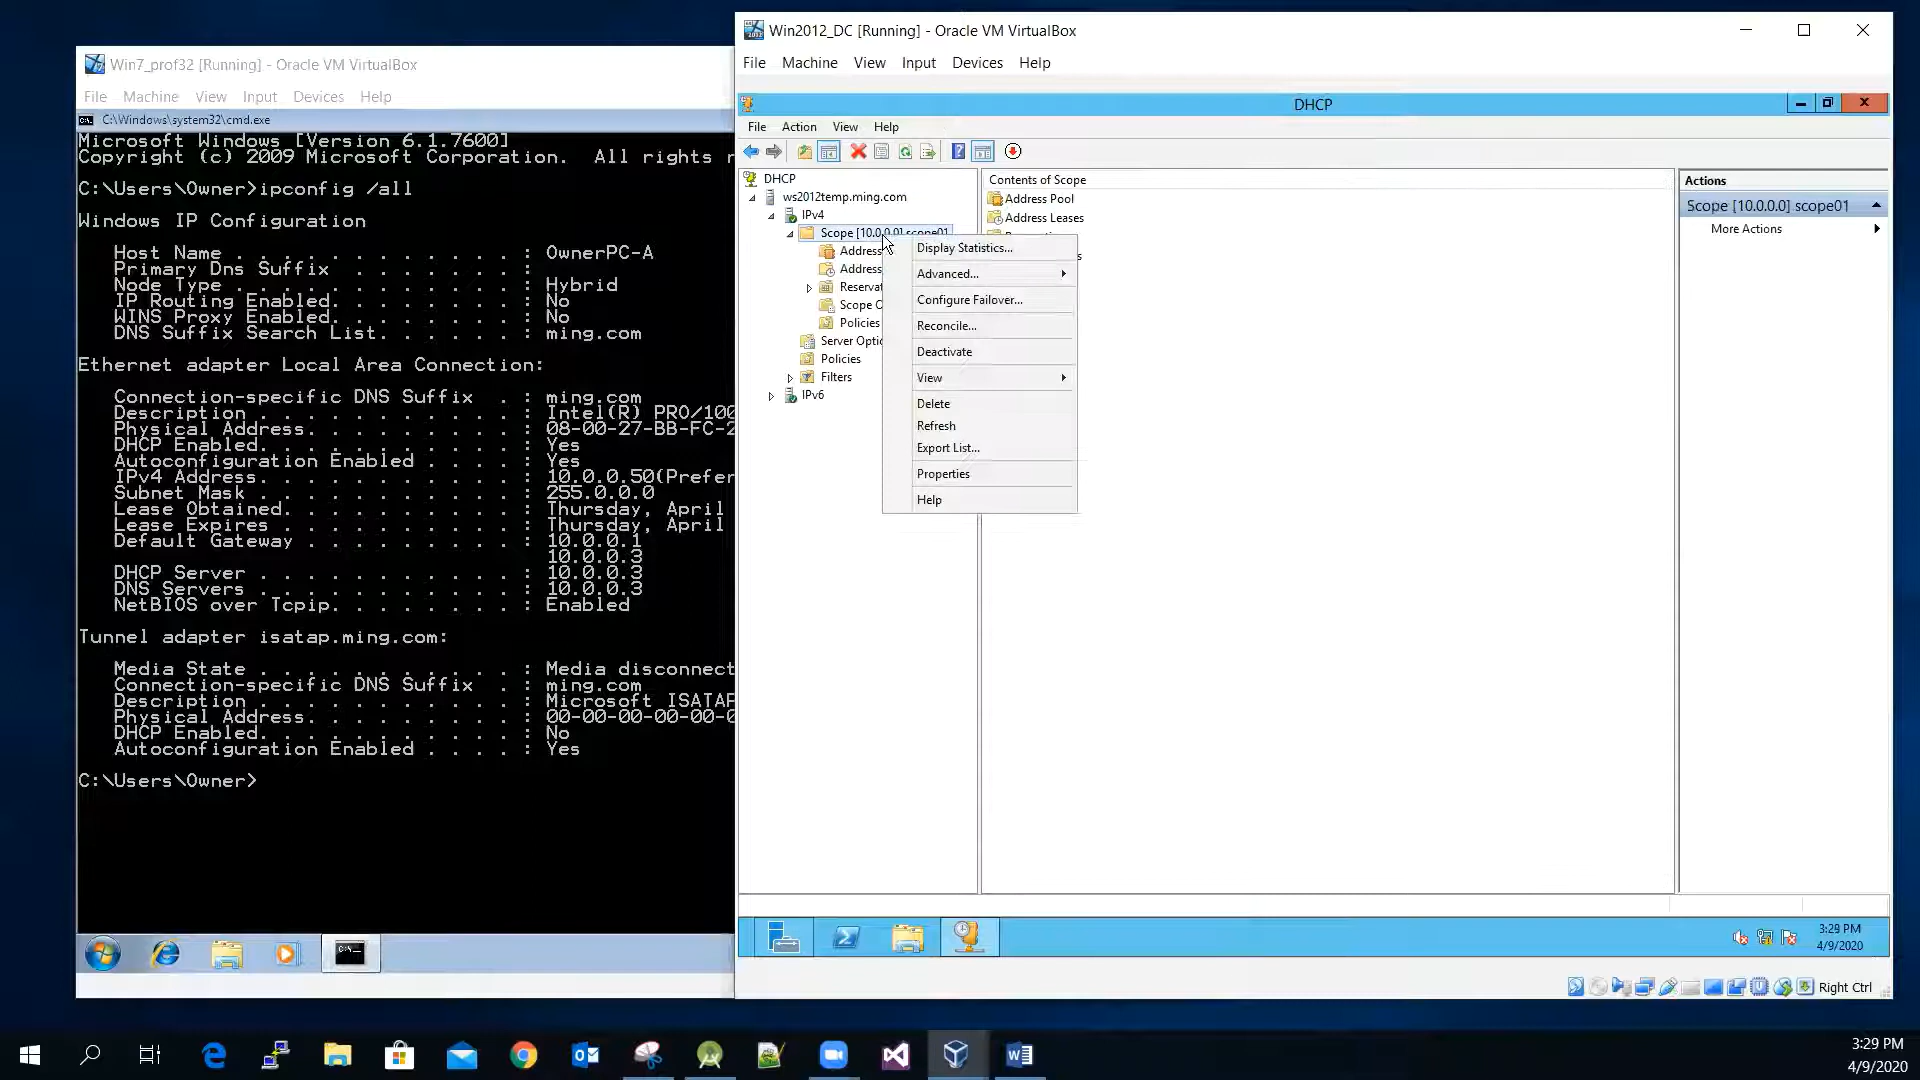 Win7_prof32 [Running] - Oracle VM VirtualBox
File Machine View Input Devices Help
C:\Windows\system32\cmd.exe
Microsoft Windows [Version 6.1.7600]
Copyright (c) 2009 Microsoft Corporation. All rights r
C:\Users\Owner>ipconfig /all
Windows IP Configuration
Host Name . . . . . . . . . . . . : OwnerPC-A
Primary Dns Suffix . . . . . . . :
Node Type . . . . . . . . . . . . : Hybrid
IP Routing Enabled. . . . . . . . : No
WINS Proxy Enabled. . . . . . . . : No
DNS Suffix Search List. . . . . . : ming.com
Ethernet adapter Local Area Connection:
Connection-specific DNS Suffix . : ming.com
Description . . . . . . . . . . . : Intel(R) PRO/100
Physical Address. . . . . . . . . : 08-00-27-BB-FC-2
DHCP Enabled. . . . . . . . . . . : Yes
Autoconfiguration Enabled . . . . : Yes
IPv4 Address. . . . . . . . . . . : 10.0.0.50(Prefer
Subnet Mask . . . . . . . . . . . : 255.0.0.0
Lease Obtained. . . . . . . . . . : Thursday, April
Lease Expires . . . . . . . . . . : Thursday, April
Default Gateway . . . . . . . . . : 10.0.0.1
10.0.0.3
DHCP Server . . . . . . . . . . . : 10.0.0.3
DNS Servers . . . . . . . . . . . : 10.0.0.3
NetBIOS over Tcpip. . . . . . . . : Enabled
Tunnel adapter isatap.ming.com:
Media State . . . . . . . . . . . : Media disconnect
Connection-specific DNS Suffix . : ming.com
Description . . . . . . . . . . . : Microsoft ISATAP
Physical Address. . . . . . . . . : 00-00-00-00-00-0
DHCP Enabled. . . . . . . . . . . : No
Autoconfiguration Enabled . . . . : Yes
C:\Users\Owner>
Win2012_DC [Running] - Oracle VM VirtualBox
File Machine View Input Devices Help
DHCP
File Action View Help
DHCP
ws2012temp.ming.com
IPv4
Scope [10.0.0.0] scope01
Address
Address
Reservat
Scope O
Policies
Server Optio
Policies
Filters
IPv6
Display Statistics...
Advanced...
Configure Failover...
Reconcile...
Deactivate
View
Delete
Refresh
Export List...
Properties
Help
Contents of Scope
Address Pool
Address Leases
Actions
Scope [10.0.0.0] scope01
More Actions
3:29 PM
4/9/2020
Right Ctrl
3:29 PM
4/9/2020